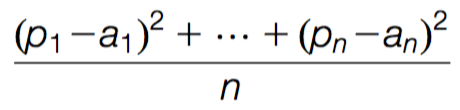 (p₁−a₁)² + ⋯ + (pₙ−aₙ)²
n